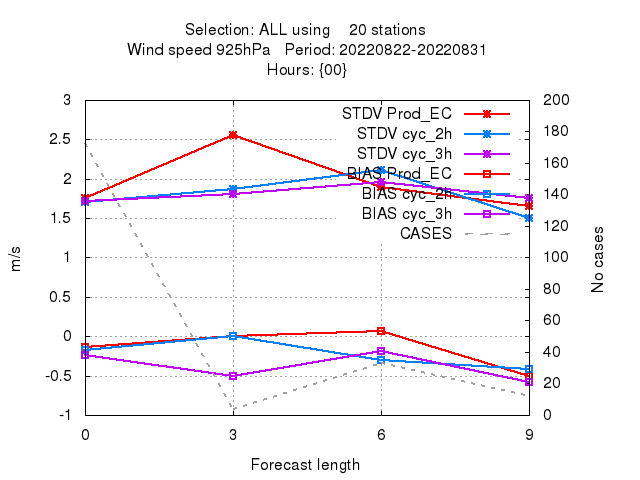 Selection: ALL using 20 stations
Wind speed 925hPa Period: 20220822-20220831
Hours: {00}
3
2.5
2
1.5
1
0.5
0
-0.5
-1
200
180
160
140
120
100
80
60
40
20
0
STDV Prod_EC
STDV cyc_2h
STDV cyc_3h
BIAS Prod_EC
BIAS cyc_2h
BIAS cyc_3h
CASES
m/s
No cases
0 3 6 9
Forecast length